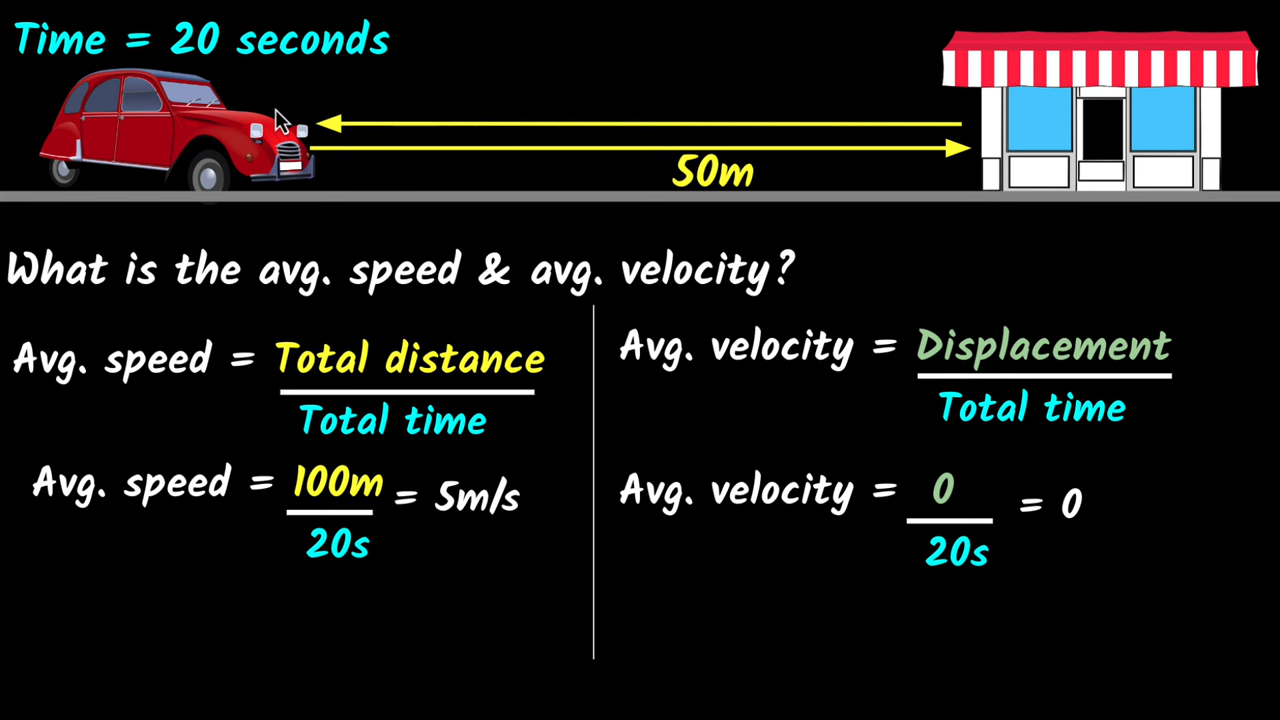 Time = 20 seconds
50m
What is the avg. speed & avg. velocity?
Avg. speed = Total distance
Total time
Avg. speed = 100m = 5m/s
20s
Avg. velocity = Displacement
Total time
Avg. velocity = 0 = 0
20s